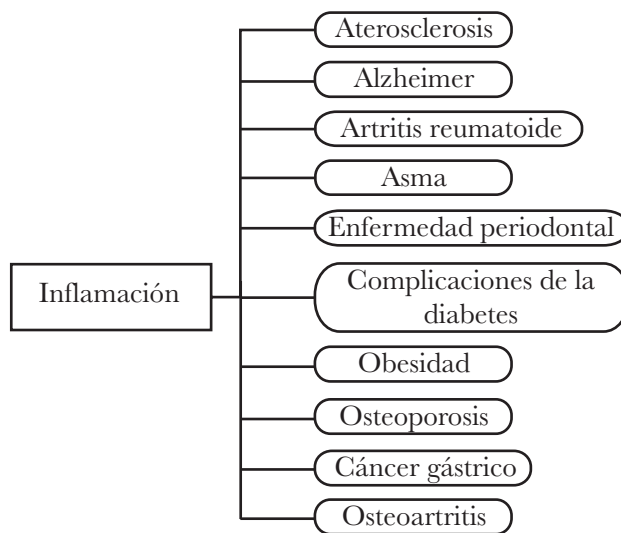 Aterosclerosis
Alzheimer
Artritis reumatoide
Asma
Enfermedad periodontal
Inflamación
Complicaciones de la
diabetes
Obesidad
Osteoporosis
Cáncer gástrico
Osteoartritis